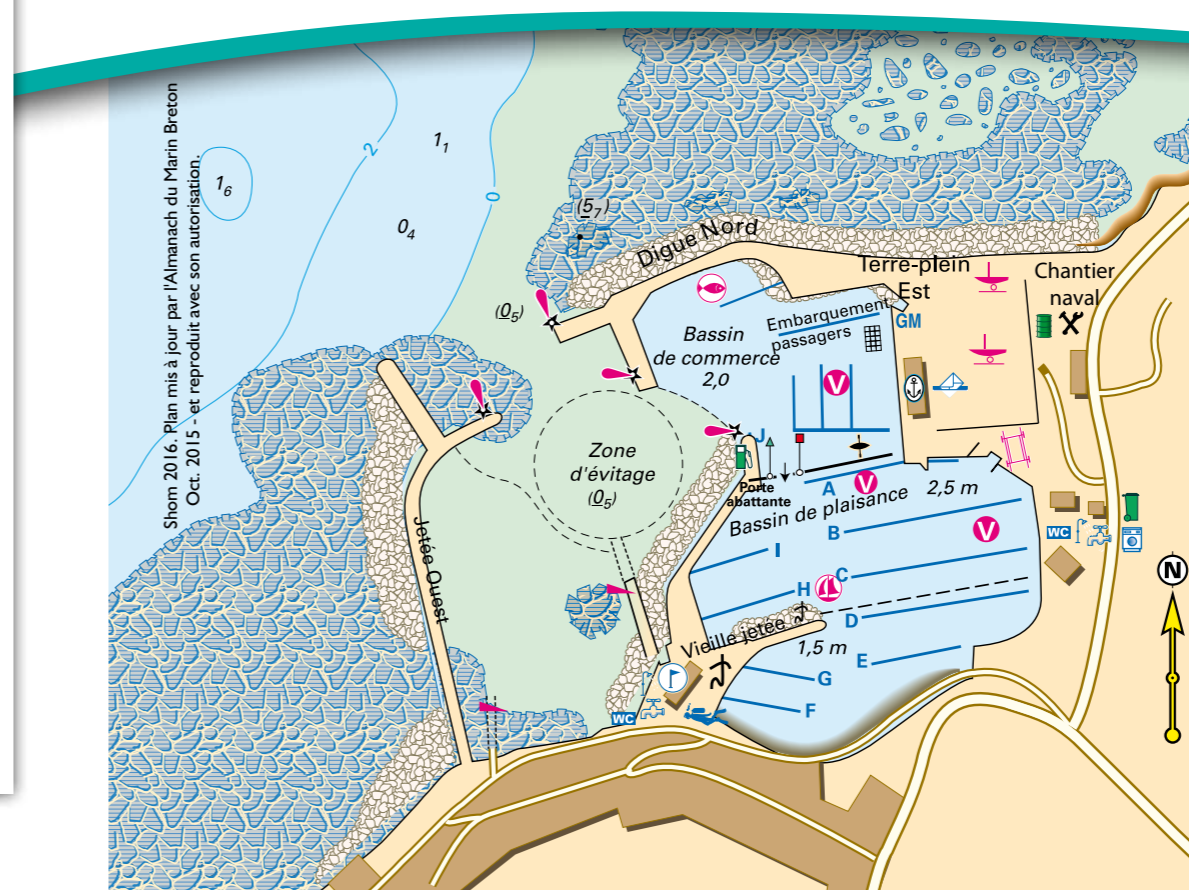 Shom 2016. Plan mis à jour par l'Almanach du Marin Breton
Oct. 2015 - et reproduit avec son autorisation.
2
1₁
0
1₆
0₄
(5₇)
Digue Nord
(0₅)
Terre-plein
Est
Chantier
naval
Embarquement
passagers
GM
Bassin
de commerce
2,0
V
J
Zone
d'évitage
(0₅)
Porte
abattante
A
V
2,5 m
Bassin de plaisance
B
V
WC
I
C
H
N
Jetée Ouest
D
Vieille jetée
1,5 m
E
G
F
WC